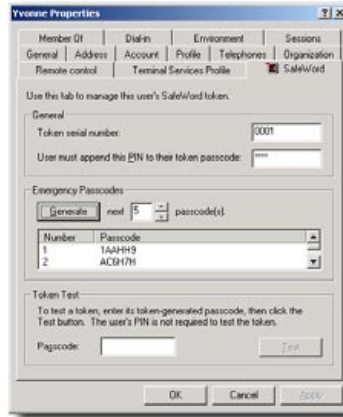 Yvonne Properties
Member Of Dial-in Environment Sessions
General Address Account Profile Telephones Organization
Remote control Terminal Services Profile SafeWord
Use this tab to manage this user's SafeWord token.
General
Token serial number: 0001
User must append this PIN to their token passcode: ****
Emergency Passcodes
Generate next 5 passcode(s).
Number Passcode
1 1AAHH9
2 AC6H7H
Token Test
To test a token, enter its token-generated passcode, then click the
Test button. The user's PIN is not required to test the token.
Passcode: Test
OK Cancel Apply